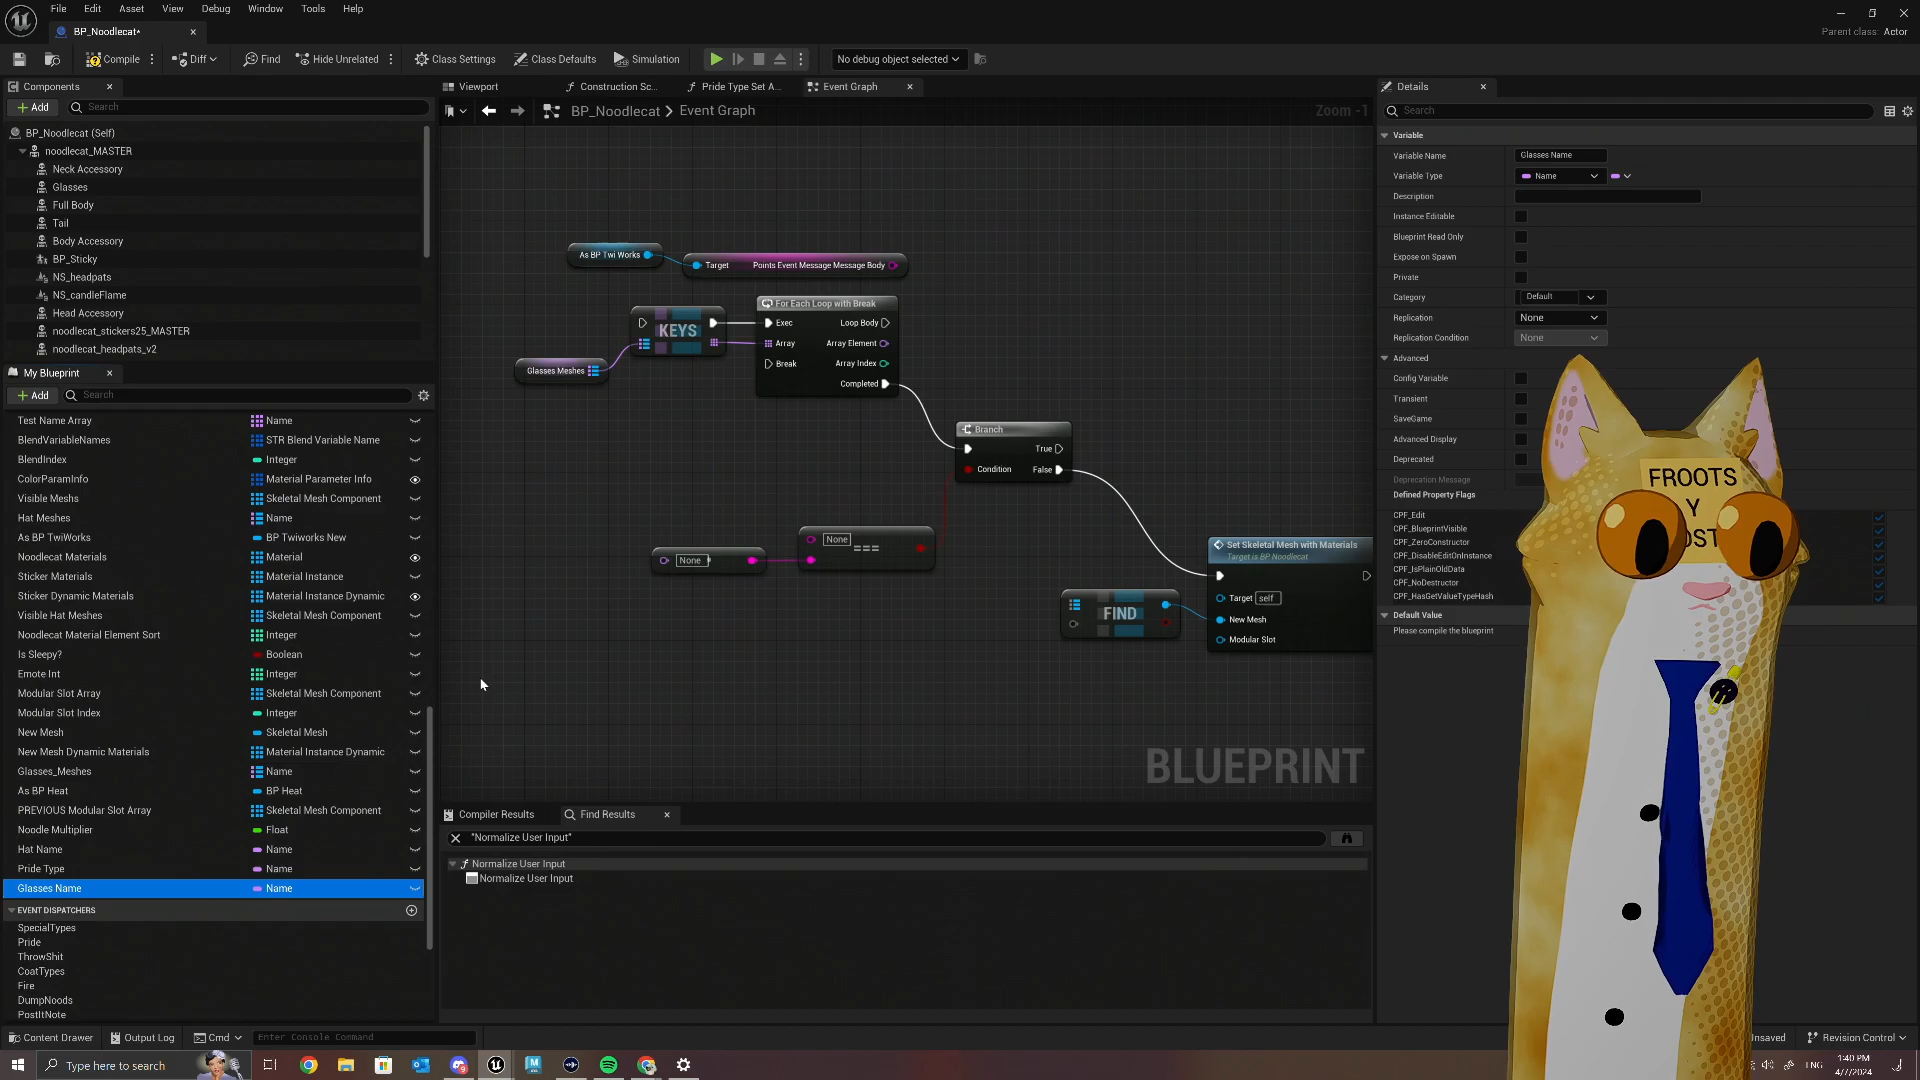 File Edit Asset View Debug Window Tools Help
BP_Noodlecat*
Parent class: Actor
Compile Diff Find Hide Unrelated Class Settings Class Defaults Simulation No debug object selected
Components
Add Search
BP_Noodlecat (Self)
noodlecat_MASTER
Neck Accessory
Glasses
Full Body
Tail
Body Accessory
BP_Sticky
NS_headpats
NS_candleFlame
Head Accessory
noodlecat_stickers25_MASTER
noodlecat_headpats_v2
My Blueprint
Add Search
Test Name Array Name
BlendVariableNames STR Blend Variable Name
BlendIndex Integer
ColorParamInfo Material Parameter Info
Visible Meshs Skeletal Mesh Component
Hat Meshes Name
As BP TwiWorks BP Twiworks New
Noodlecat Materials Material
Sticker Materials Material Instance
Sticker Dynamic Materials Material Instance Dynamic
Visible Hat Meshes Skeletal Mesh Component
Noodlecat Material Element Sort Integer
Is Sleepy? Boolean
Emote Int Integer
Modular Slot Array Skeletal Mesh Component
Modular Slot Index Integer
New Mesh Skeletal Mesh
New Mesh Dynamic Materials Material Instance Dynamic
Glasses_Meshes Name
As BP Heat BP Heat
PREVIOUS Modular Slot Array Skeletal Mesh Component
Noodle Multiplier Float
Hat Name Name
Pride Type Name
Glasses Name Name
EVENT DISPATCHERS
SpecialTypes
Pride
ThrowShit
CoatTypes
Fire
DumpNoods
PostItNote
Viewport Construction Sc... Pride Type Set A... Event Graph
BP_Noodlecat > Event Graph Zoom -1
As BP Twi Works
Target Points Event Message Message Body
For Each Loop with Break
Exec Loop Body
Array Array Element
Break Array Index
Completed
KEYS
Glasses Meshes
Branch
True
Condition False
None
None ===
FIND
Set Skeletal Mesh with Materials
Target is BP Noodlecat
Target self
New Mesh
Modular Slot
BLUEPRINT
Compiler Results Find Results
"Normalize User Input"
Normalize User Input
Normalize User Input
Details
Search
Variable
Variable Name Glasses Name
Variable Type Name
Description
Instance Editable
Blueprint Read Only
Expose on Spawn
Private
Category Default
Replication None
Replication Condition None
Advanced
Config Variable
Transient
SaveGame
Advanced Display
Deprecated
Deprecation Message
Defined Property Flags
CPF_Edit
CPF_BlueprintVisible
CPF_ZeroConstructor
CPF_DisableEditOnInstance
CPF_IsPlainOldData
CPF_NoDestructor
CPF_HasGetValueTypeHash
Default Value
Please compile the blueprint
FROOTS
Y
Content Drawer Output Log Cmd Enter Console Command Revision Control
Type here to search
ENG
1:40 PM
4/7/2024